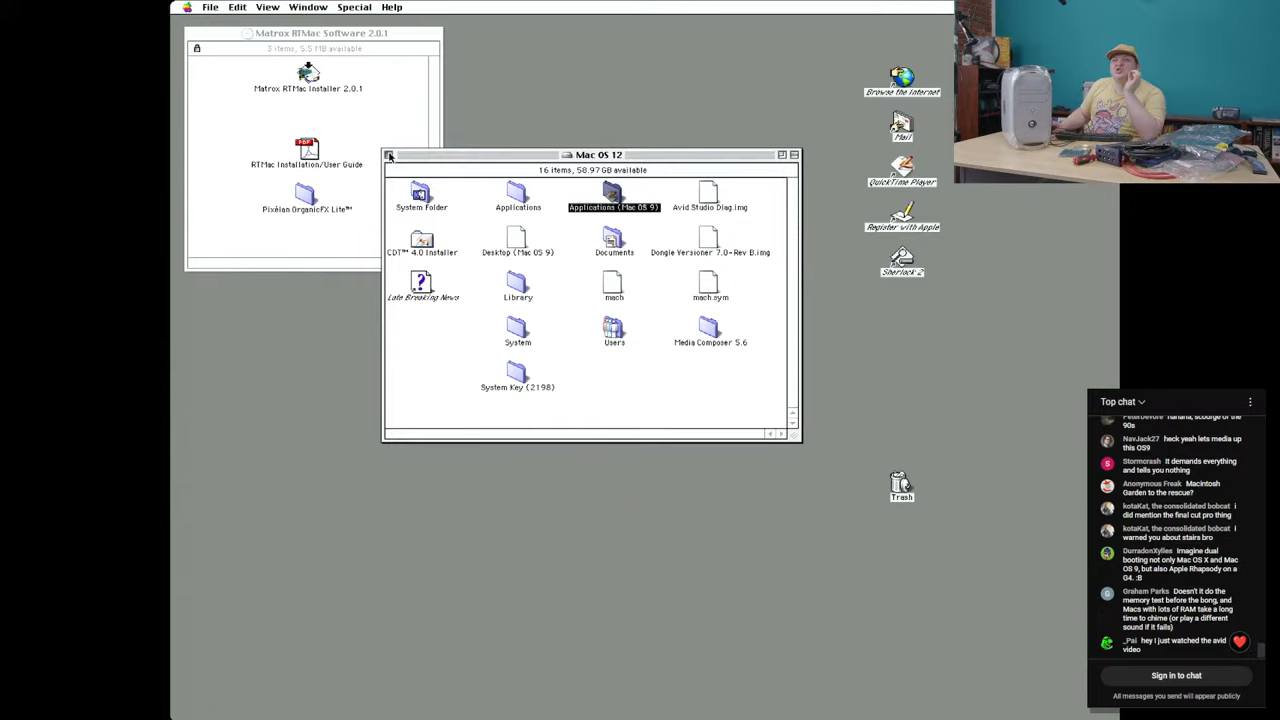 File Edit View Window Special Help
Matrox RTMac Software 2.0.1
3 items, 5.5 MB available
Matrox RTMac Installer 2.0.1
RTMac Installation/User Guide
Pixélan OrganicFX Lite™
Mac OS 12
16 items, 58.97 GB available
System Folder
Applications
Applications (Mac OS 9)
Avid Studio Diag.img
CDT™ 4.0 Installer
Desktop (Mac OS 9)
Documents
Dongle Versioner 7.0-Rev B.img
Late Breaking News
Library
mach
mach.sym
System
Users
Media Composer 5.6
System Key (2198)
Browse the Internet
Mail
QuickTime Player
Register with Apple
Sherlock 2
Trash
Top chat
90s
NavJack27 heck yeah lets media up
this OS9
Stormcrash It demands everything
and tells you nothing
Anonymous Freak Macintosh
Garden to the rescue?
kotaKat, the consolidated bobcat i
did mention the final cut pro thing
kotaKat, the consolidated bobcat i
warned you about stairs bro
DurradonXylles Imagine dual
booting not only Mac OS X and Mac
OS 9, but also Apple Rhapsody on a
G4. :B
Graham Parks Doesn't it do the
memory test before the bong, and
Macs with lots of RAM take a long
time to chime (or play a different
sound if it fails)
_Pai hey I just watched the avid
video
Sign in to chat
All messages you send will appear publicly